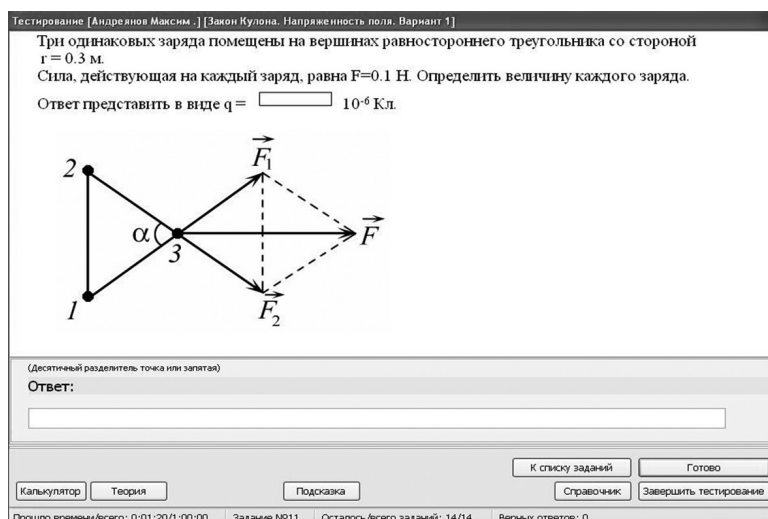 Тестирование [Андреянов Максим .] [Закон Кулона. Напряженность поля. Вариант 1]
Три одинаковых заряда помещены на вершинах равностороннего треугольника со стороной
r = 0.3 м.
Сила, действующая на каждый заряд, равна F=0.1 Н. Определить величину каждого заряда.
Ответ представить в виде q = 10⁻⁶ Кл.
F₁
2
α
3
F
1
F₂
(Десятичный разделитель точка или запятая)
Ответ:
К списку заданий Готово
Калькулятор Теория Подсказка Справочник Завершить тестирование
Прошло времени/всего: 0:01:20/1:00:00 Задание №11 Осталось/всего заданий: 14/14 Верных ответов: 0